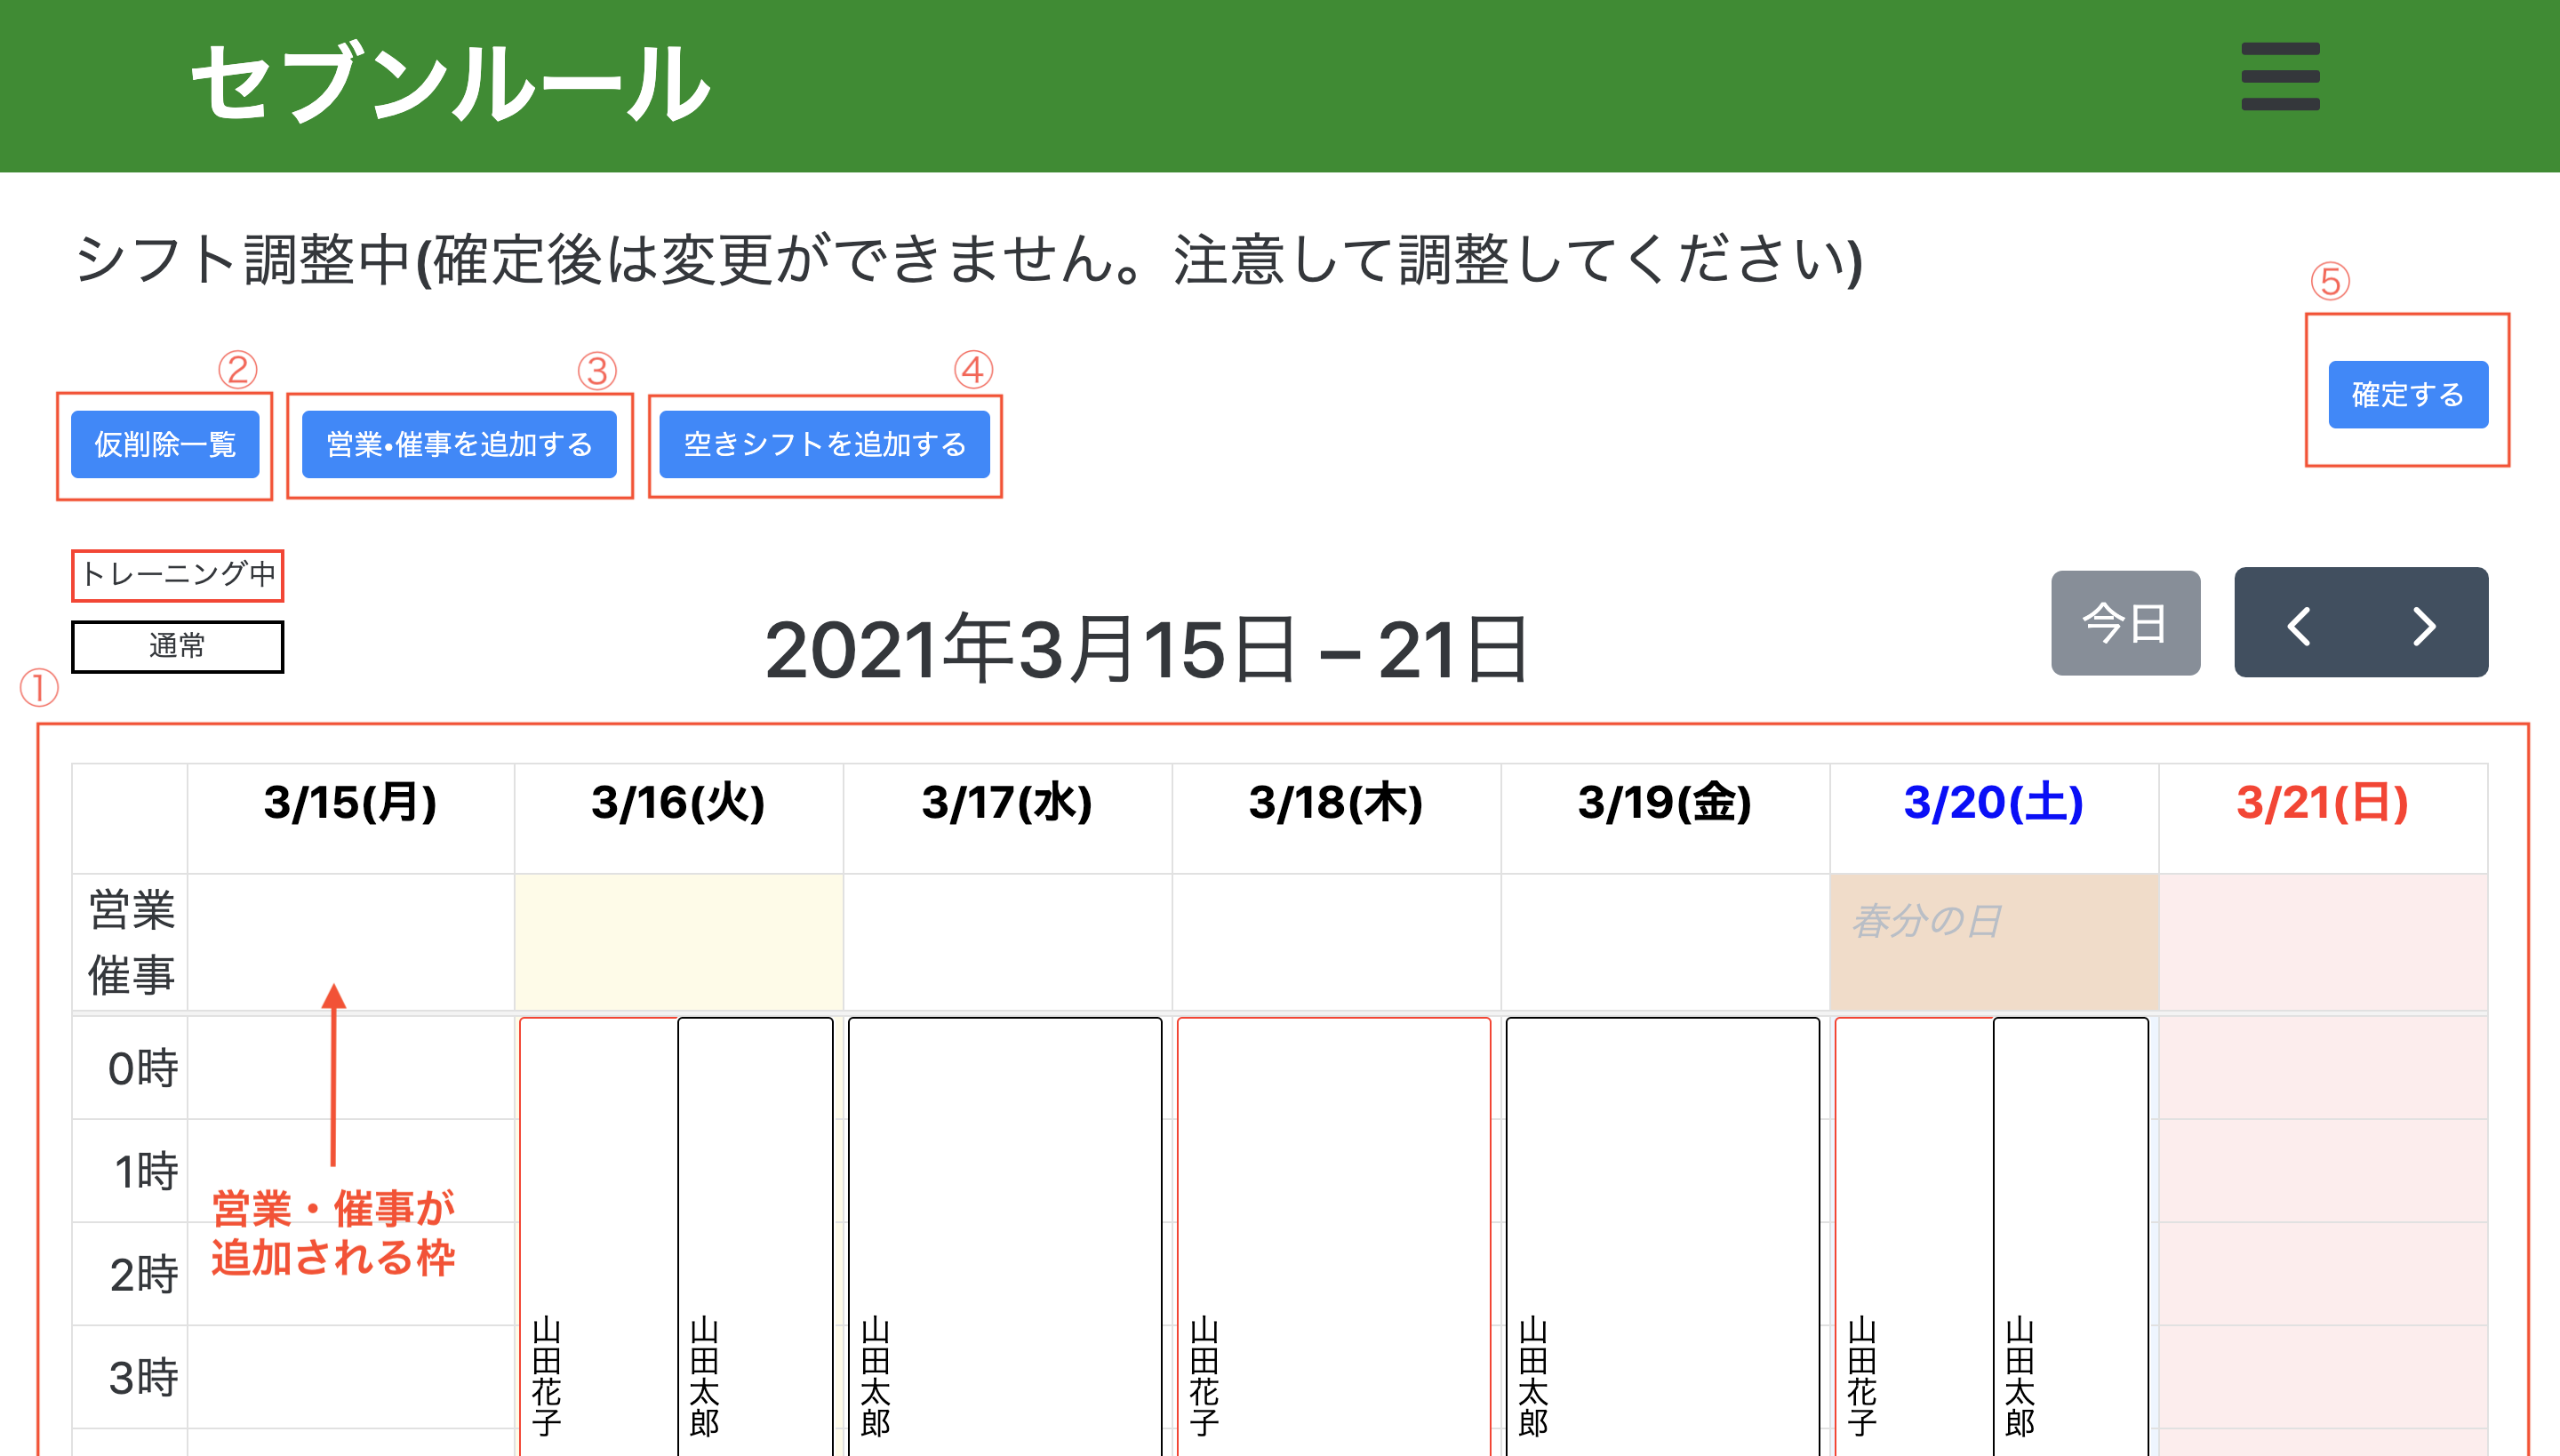 セブンルール
シフト調整中(確定後は変更ができません。注意して調整してください)
⑤
② ③ ④
確定する
仮削除一覧 営業・催事を追加する 空きシフトを追加する
トレーニング中
通常
2021年3月15日 – 21日
今日
①
3/15(月) 3/16(火) 3/17(水) 3/18(木) 3/19(金) 3/20(土) 3/21(日)
営業
催事
春分の日
0時
1時
営業・催事が
追加される枠
2時
3時
山田花子 山田太郎 山田太郎 山田花子 山田太郎 山田花子 山田太郎